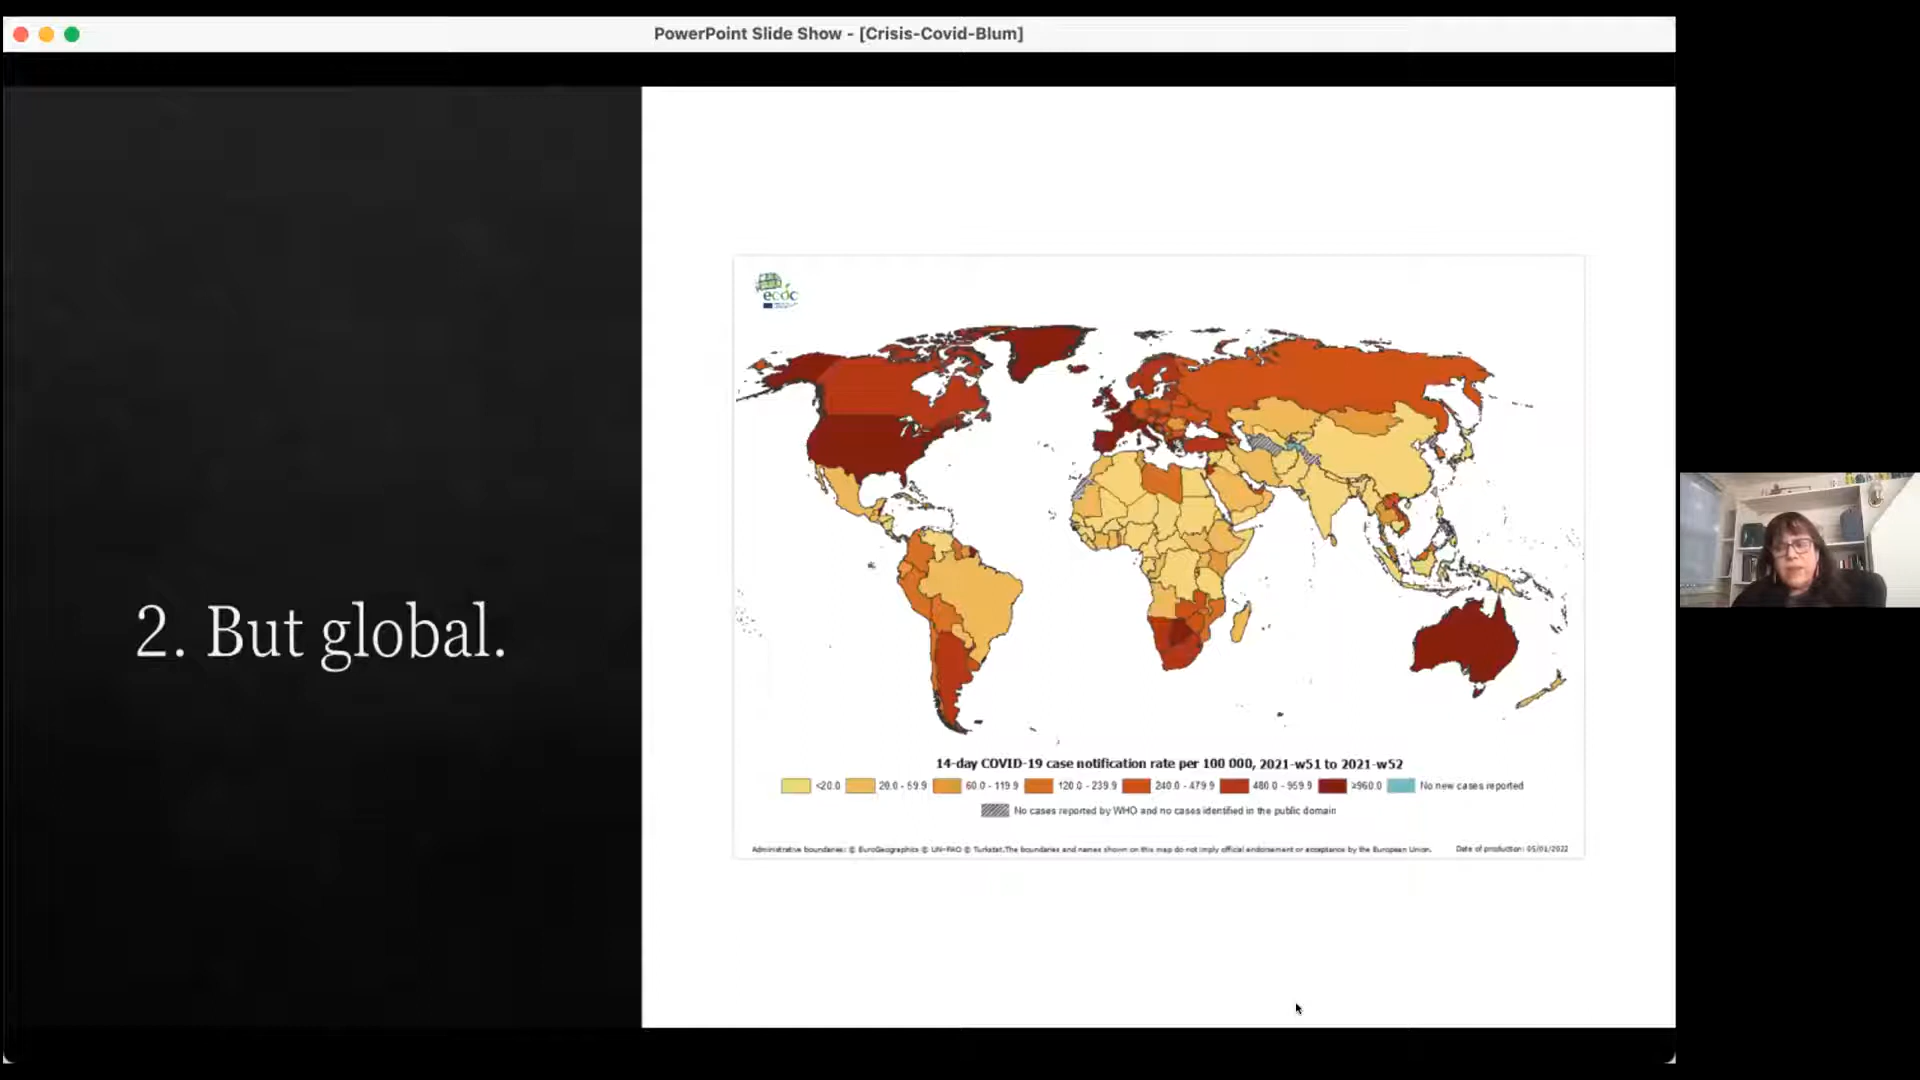 PowerPoint Slide Show - [Crisis-Covid-Blum]
2. But global.
ecdc
14-day COVID-19 case notification rate per 100 000, 2021-w51 to 2021-w52
<20.0 20.0 - 59.9 60.0 - 119.9 120.0 - 239.9 240.0 - 479.9 480.0 - 959.9 ≥960.0 No new cases reported
No cases reported by WHO and no cases identified in the public domain
Administrative boundaries: © EuroGeographics © UN-FAO © Turkstat.The boundaries and names shown on this map do not imply official endorsement or acceptance by the European Union. Date of production: 05/01/2022